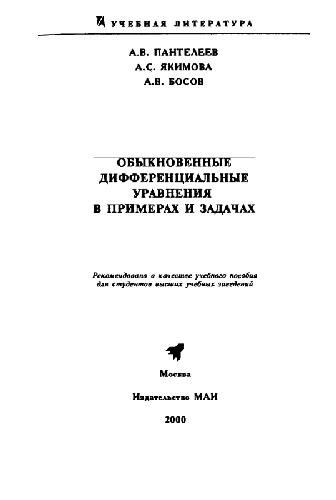 УЧЕБНАЯ ЛИТЕРАТУРА
А.В. ПАНТЕЛЕЕВ
А.С. ЯКИМОВА
А.В. БОСОВ
ОБЫКНОВЕННЫЕ
ДИФФЕРЕНЦИАЛЬНЫЕ
УРАВНЕНИЯ
В ПРИМЕРАХ И ЗАДАЧАХ
Рекомендовано в качестве учебного пособия
для студентов высших учебных заведений
Москва
Издательство МАИ
2000